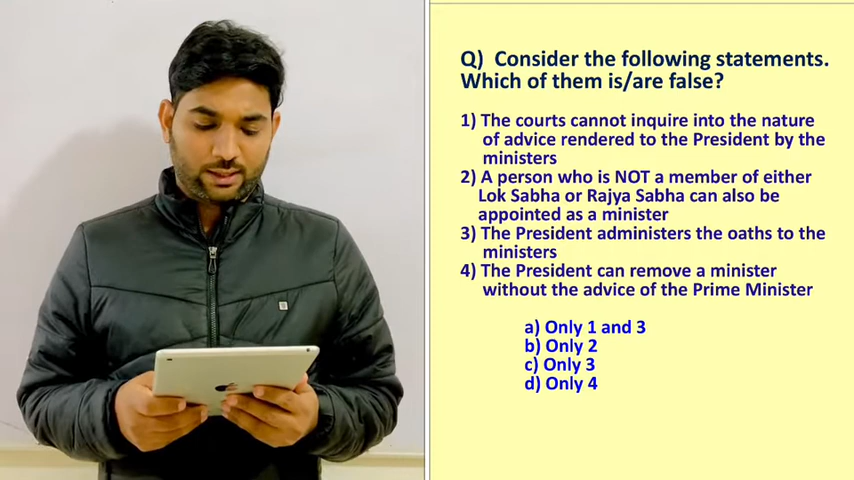 Q) Consider the following statements.
Which of them is/are false?
1) The courts cannot inquire into the nature
of advice rendered to the President by the
ministers
2) A person who is NOT a member of either
Lok Sabha or Rajya Sabha can also be
appointed as a minister
3) The President administers the oaths to the
ministers
4) The President can remove a minister
without the advice of the Prime Minister
a) Only 1 and 3
b) Only 2
c) Only 3
d) Only 4